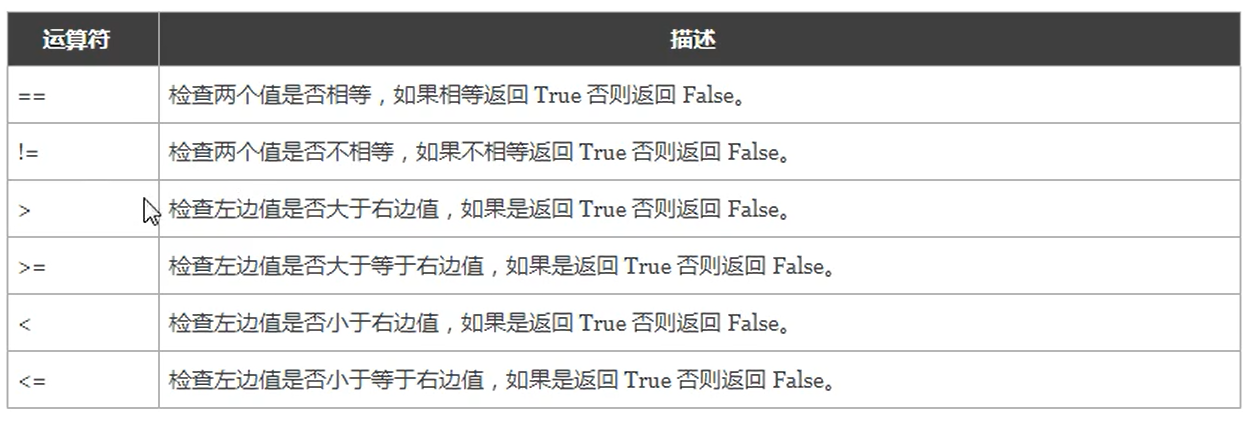 运算符 描述
== 检查两个值是否相等，如果相等返回 True 否则返回 False。
!= 检查两个值是否不相等，如果不相等返回 True 否则返回 False。
> 检查左边值是否大于右边值，如果是返回 True 否则返回 False。
>= 检查左边值是否大于等于右边值，如果是返回 True 否则返回 False。
< 检查左边值是否小于右边值，如果是返回 True 否则返回 False。
<= 检查左边值是否小于等于右边值，如果是返回 True 否则返回 False。